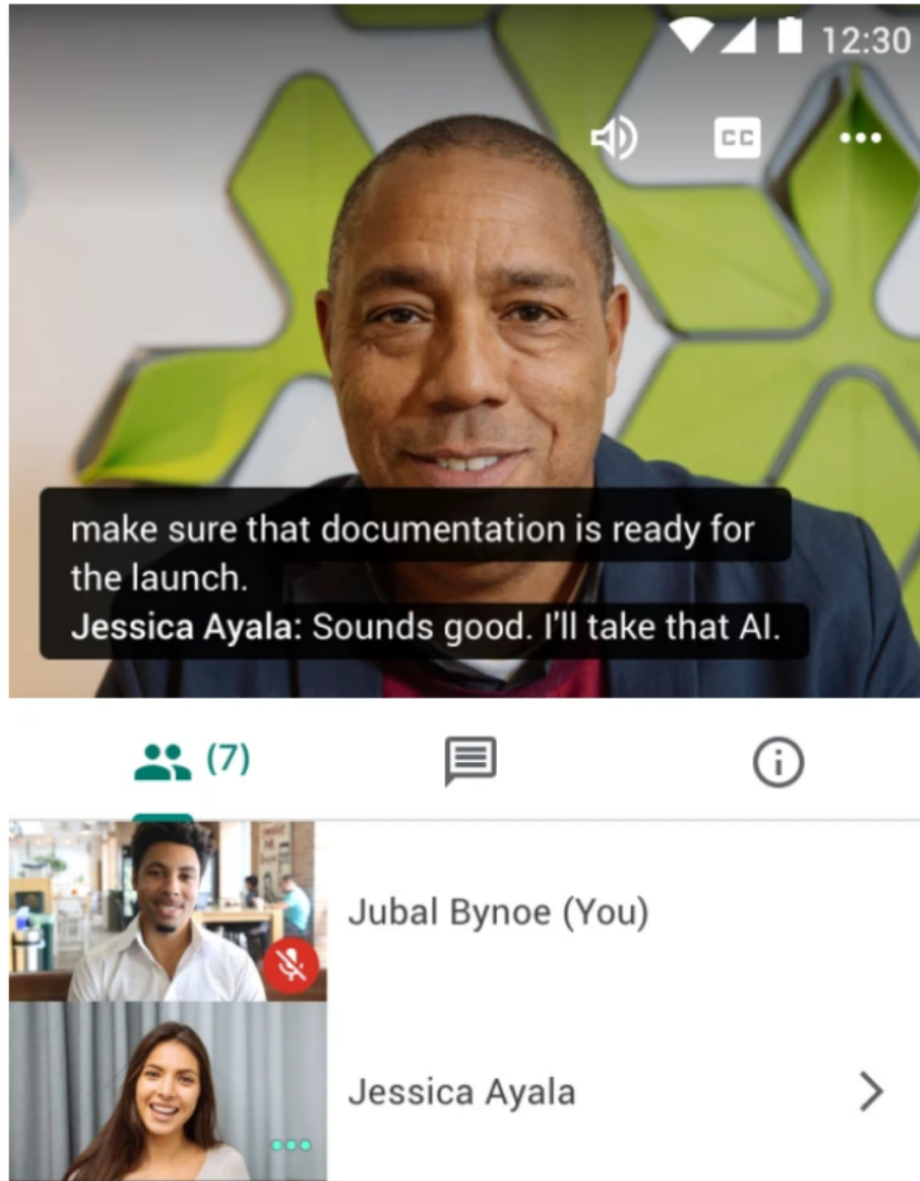 12:30
CC
make sure that documentation is ready for
the launch.
Jessica Ayala: Sounds good. I'll take that AI.
(7)
Jubal Bynoe (You)
Jessica Ayala